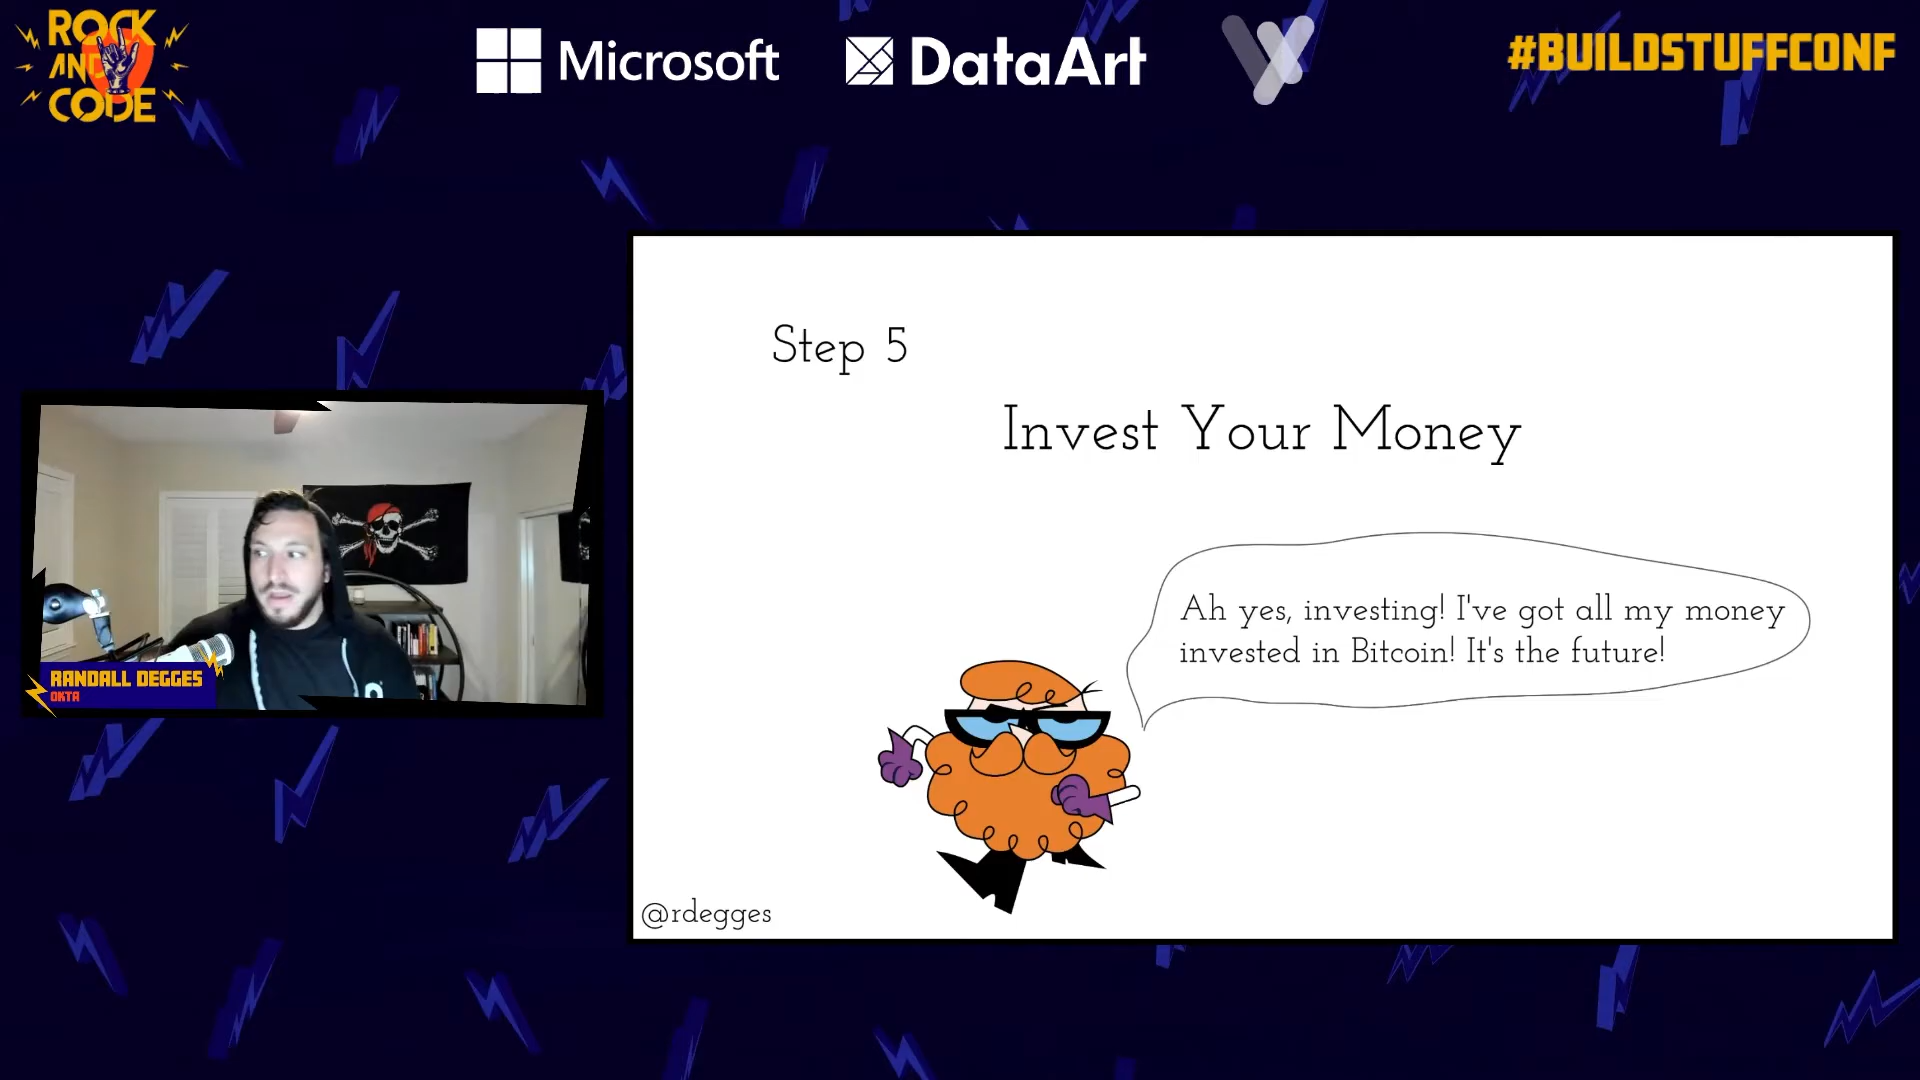 ROCK
AND
CODE
Microsoft
DataArt
#BUILDSTUFFCONF
Step 5
Invest Your Money
Ah yes, investing! I've got all my money
invested in Bitcoin! It's the future!
RANDALL DEGGES
OKTA
@rdegges